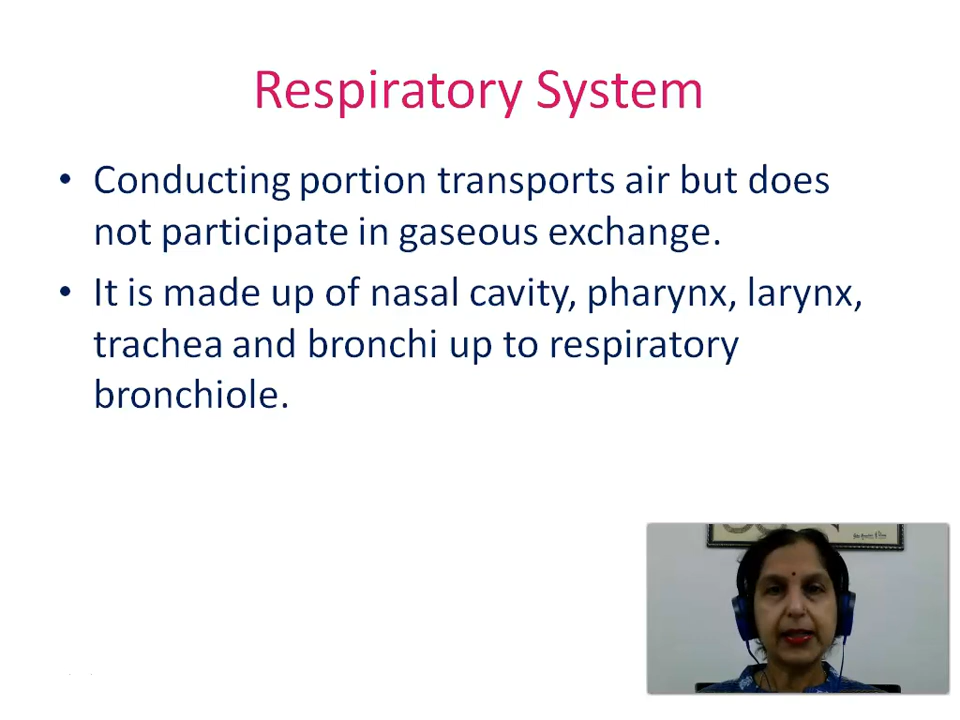 Respiratory System
• Conducting portion transports air but does
not participate in gaseous exchange.
• It is made up of nasal cavity, pharynx, larynx,
trachea and bronchi up to respiratory
bronchiole.